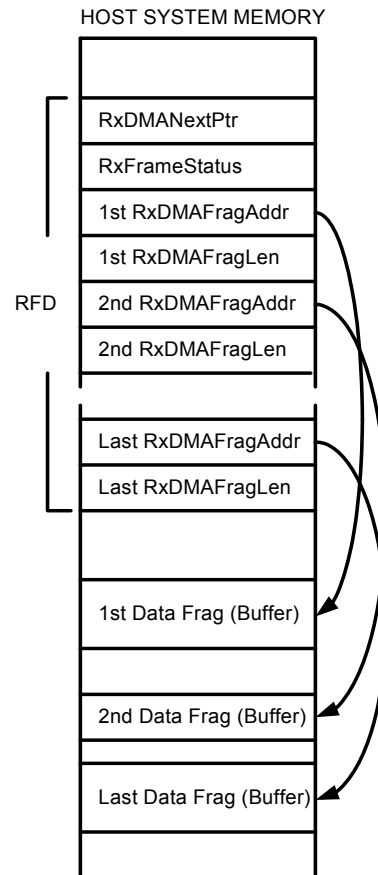 HOST SYSTEM MEMORY
RxDMANextPtr
RxFrameStatus
1st RxDMAFragAddr
1st RxDMAFragLen
RFD
2nd RxDMAFragAddr
2nd RxDMAFragLen
Last RxDMAFragAddr
Last RxDMAFragLen
1st Data Frag (Buffer)
2nd Data Frag (Buffer)
Last Data Frag (Buffer)